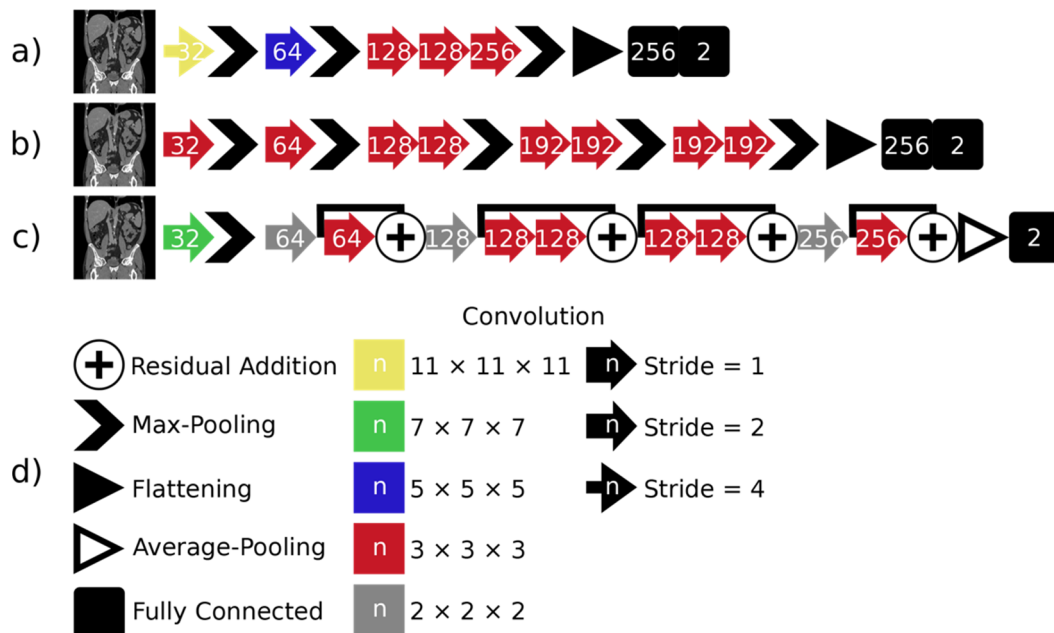 a) 32 64 128 128 256 256 2
b) 32 64 128 128 192 192 192 192 256 2
c) 32 64 64 128 128 128 128 128 256 256 2
Convolution
Residual Addition n 11 × 11 × 11 n Stride = 1
Max-Pooling n 7 × 7 × 7 n Stride = 2
d)
Flattening n 5 × 5 × 5 n Stride = 4
Average-Pooling n 3 × 3 × 3
Fully Connected n 2 × 2 × 2